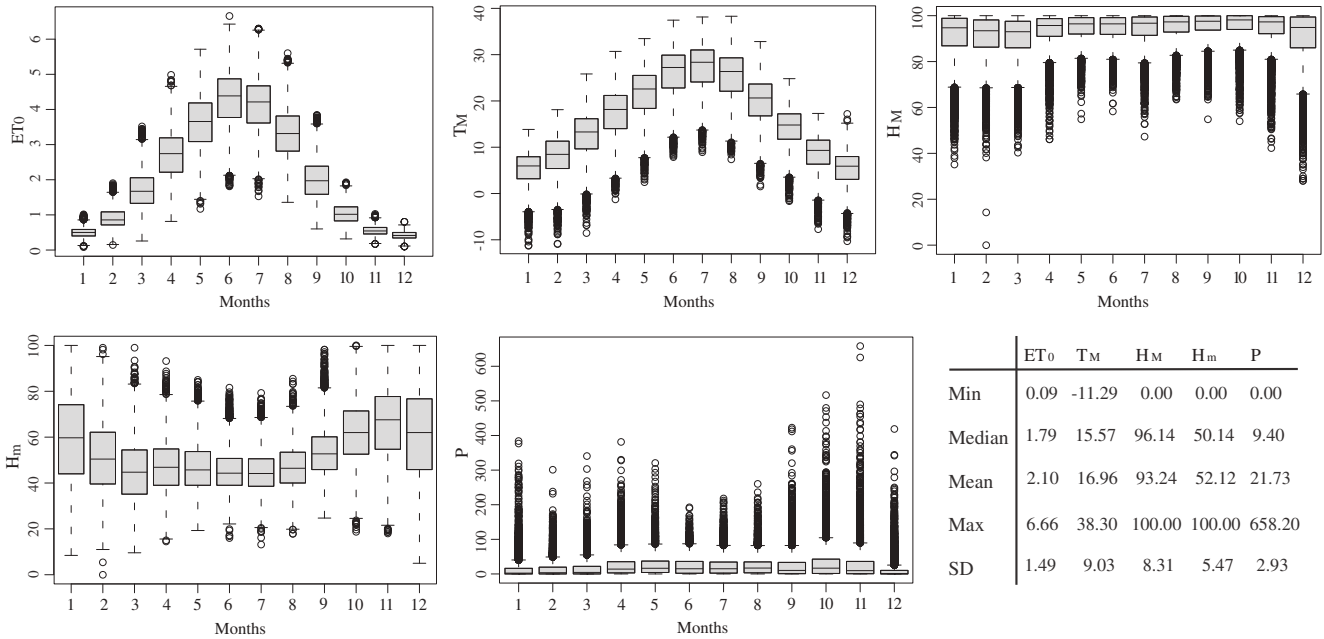 ET0
0 1 2 3 4 5 6
1 2 3 4 5 6 7 8 9 10 11 12
Months
TM
-10 0 10 20 30 40
1 2 3 4 5 6 7 8 9 10 11 12
Months
HM
0 20 40 60 80 100
1 2 3 4 5 6 7 8 9 10 11 12
Months
Hm
0 20 40 60 80 100
1 2 3 4 5 6 7 8 9 10 11 12
Months
P
0 100 200 300 400 500 600
1 2 3 4 5 6 7 8 9 10 11 12
Months
ET0 TM HM Hm P
Min 0.09 -11.29 0.00 0.00 0.00
Median 1.79 15.57 96.14 50.14 9.40
Mean 2.10 16.96 93.24 52.12 21.73
Max 6.66 38.30 100.00 100.00 658.20
SD 1.49 9.03 8.31 5.47 2.93